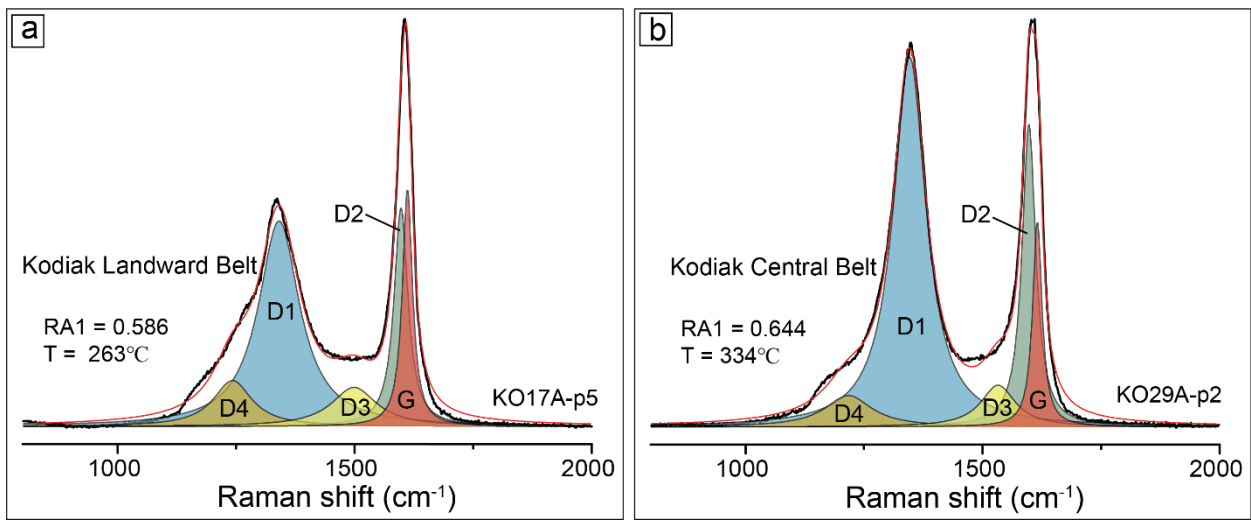 a
D2
Kodiak Landward Belt
D1
RA1 = 0.586
T = 263℃
D4
D3
G
KO17A-p5
1000
1500
2000
Raman shift (cm⁻¹)
b
D2
Kodiak Central Belt
D1
RA1 = 0.644
T = 334℃
D4
D3
G
KO29A-p2
1000
1500
2000
Raman shift (cm⁻¹)